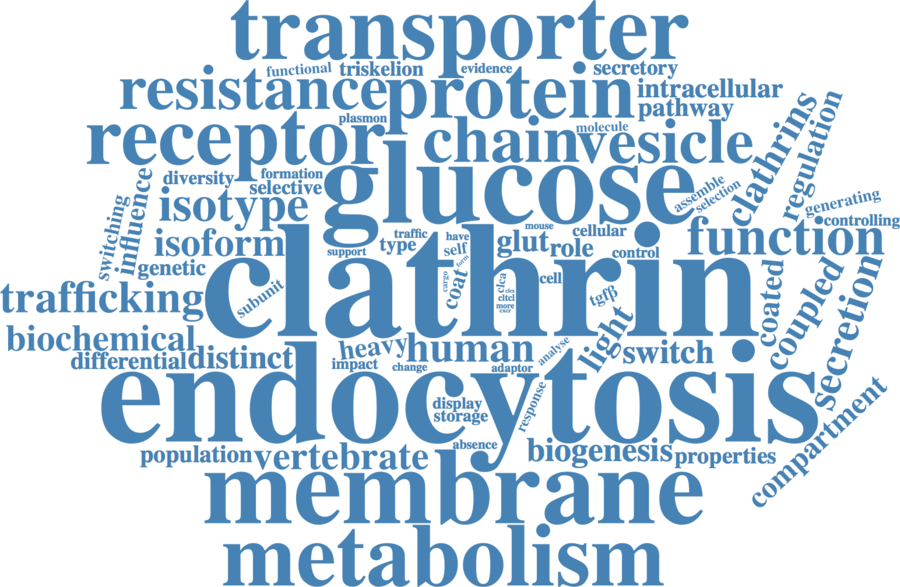 transporter
functional triskelion evidence secretory
resistance protein intracellular
plasmon pathway
receptor chain vesicle molecule
clathrins regulation
diversity formation glucose assemble
selective selection
switching influence isotype generating
controlling
isoform traffic have mouse cellular function
support type self glut role control
genetic form
trafficking subunit clathrin cargo coat clca cell tgfβ coated coupled secretion
cltcl
more
biochemical heavy human analyse light switch
differential distinct impact change adaptor
endocytosis
display response compartment
storage
absence
population vertebrate biogenesis properties
membrane
metabolism